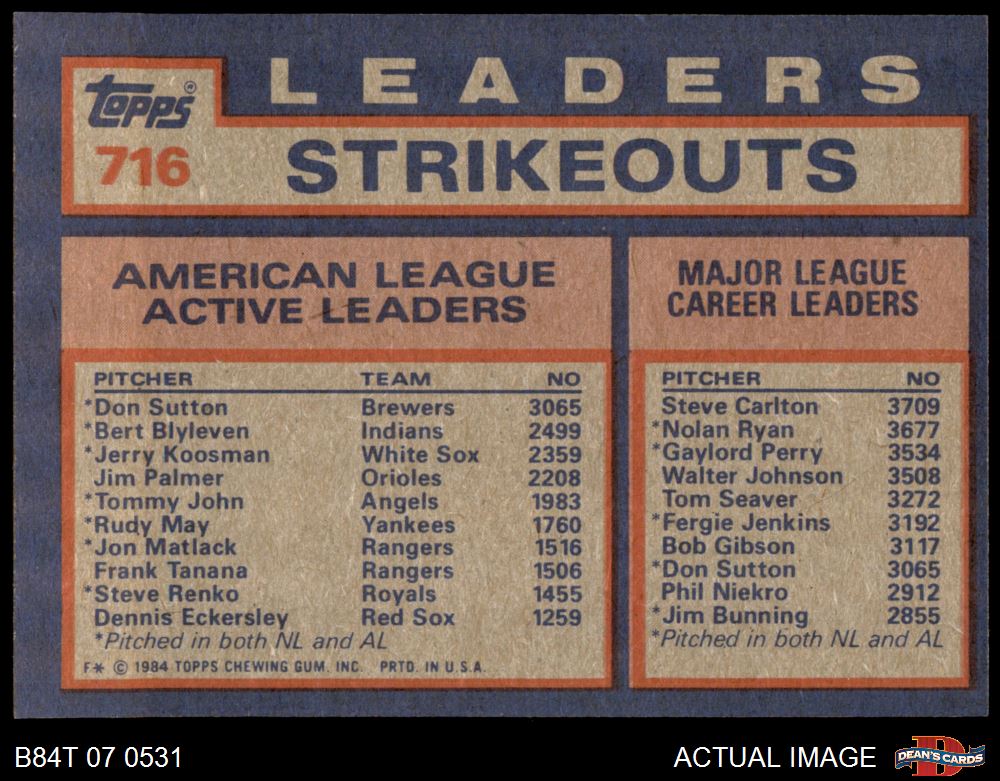 LEADERS
topps®
716
STRIKEOUTS
AMERICAN LEAGUE
ACTIVE LEADERS
PITCHER TEAM NO
*Don Sutton Brewers 3065
*Bert Blyleven Indians 2499
*Jerry Koosman White Sox 2359
Jim Palmer Orioles 2208
*Tommy John Angels 1983
*Rudy May Yankees 1760
*Jon Matlack Rangers 1516
Frank Tanana Rangers 1506
*Steve Renko Royals 1455
Dennis Eckersley Red Sox 1259
*Pitched in both NL and AL
F* © 1984 TOPPS CHEWING GUM, INC. PRTD. IN U.S.A.
MAJOR LEAGUE
CAREER LEADERS
PITCHER NO
Steve Carlton 3709
*Nolan Ryan 3677
*Gaylord Perry 3534
Walter Johnson 3508
Tom Seaver 3272
*Fergie Jenkins 3192
Bob Gibson 3117
*Don Sutton 3065
Phil Niekro 2912
*Jim Bunning 2855
*Pitched in both NL and AL
B84T 07 0531
ACTUAL IMAGE
D
DEAN'S CARDS